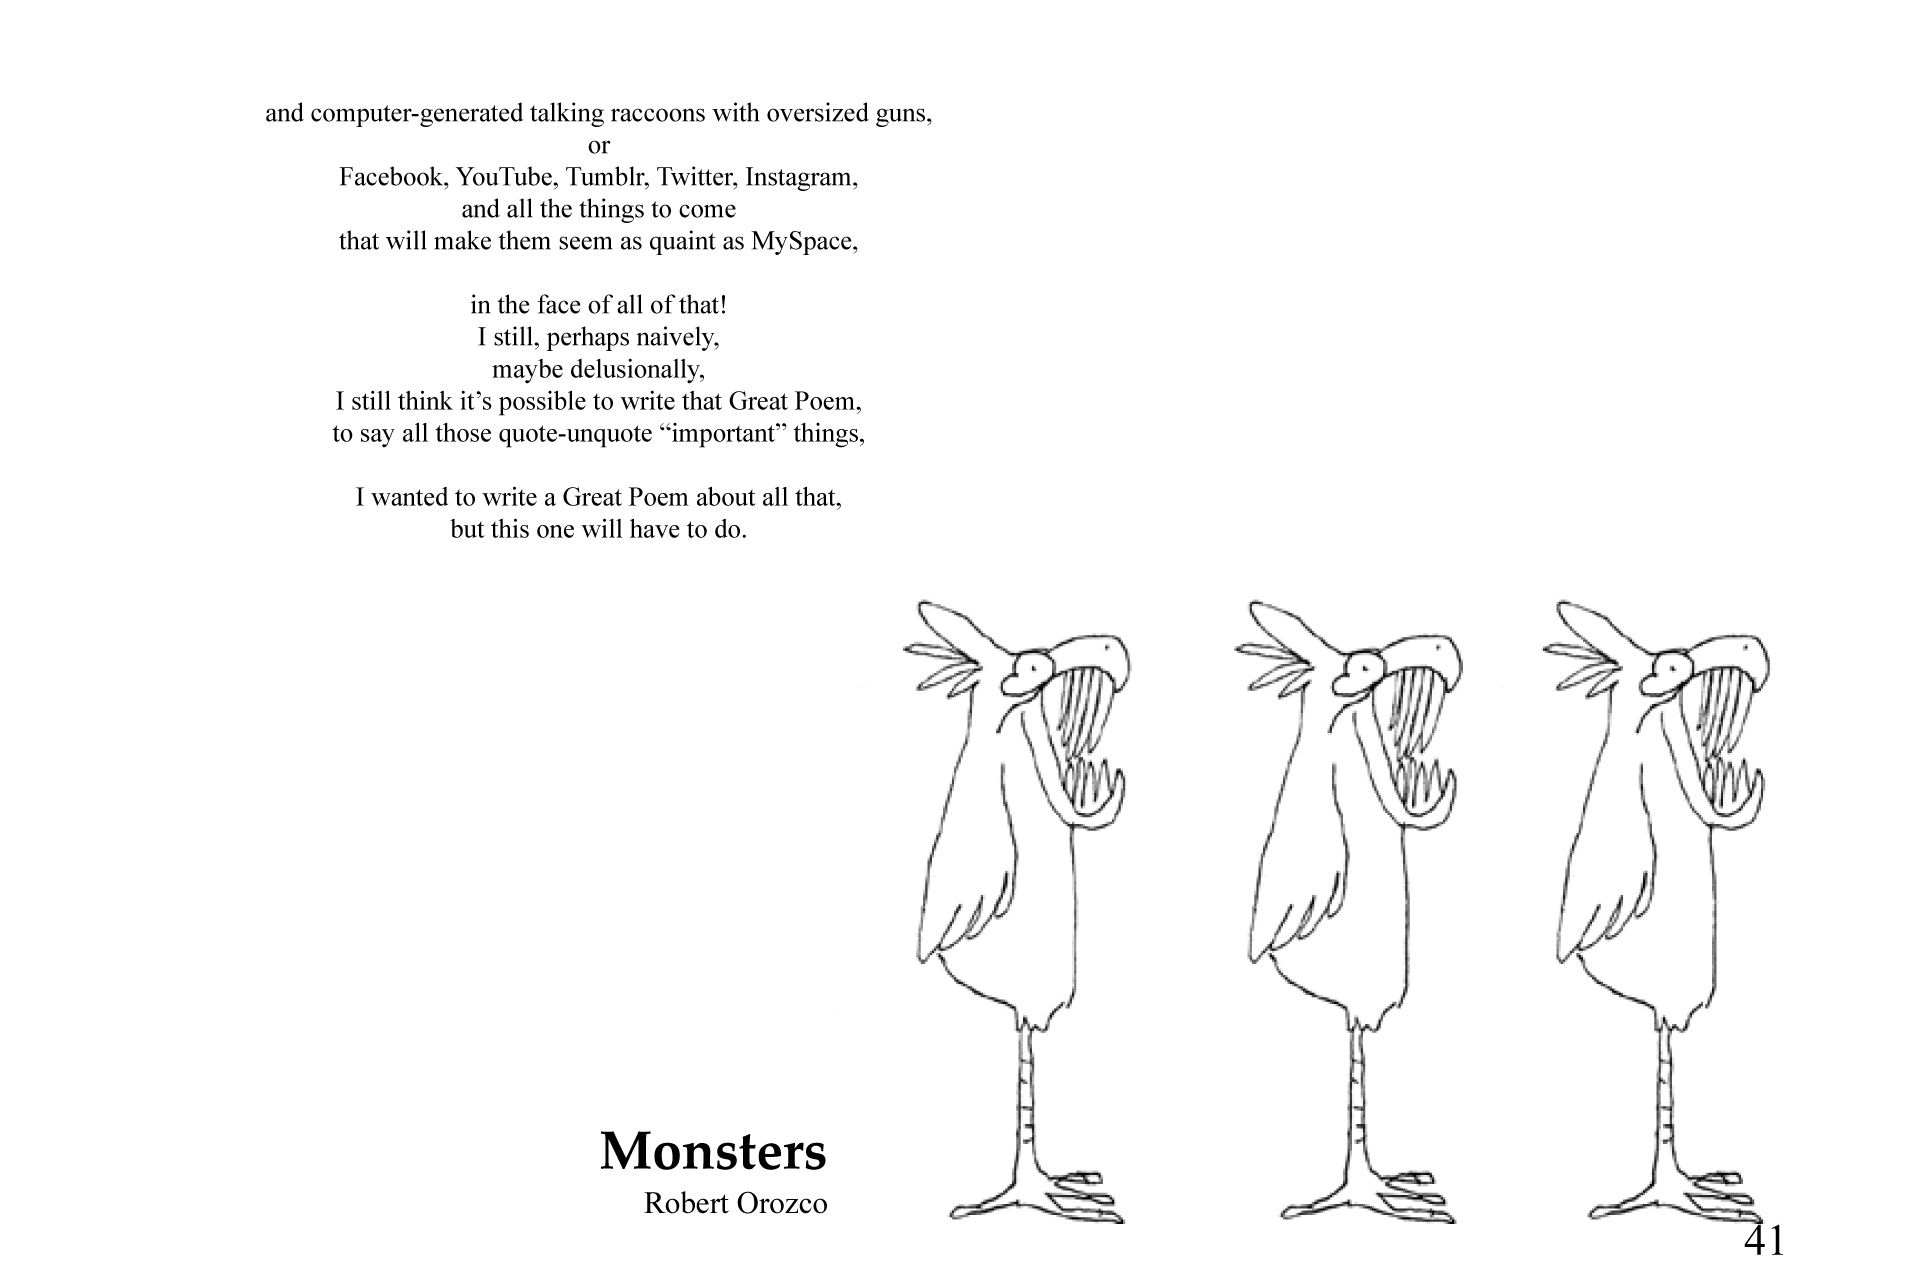 and computer-generated talking raccoons with oversized guns,
or
Facebook, YouTube, Tumblr, Twitter, Instagram,
and all the things to come
that will make them seem as quaint as MySpace,
in the face of all of that!
I still, perhaps naively,
maybe delusionally,
I still think it’s possible to write that Great Poem,
to say all those quote-unquote “important” things,
I wanted to write a Great Poem about all that,
but this one will have to do.
Monsters
Robert Orozco
41